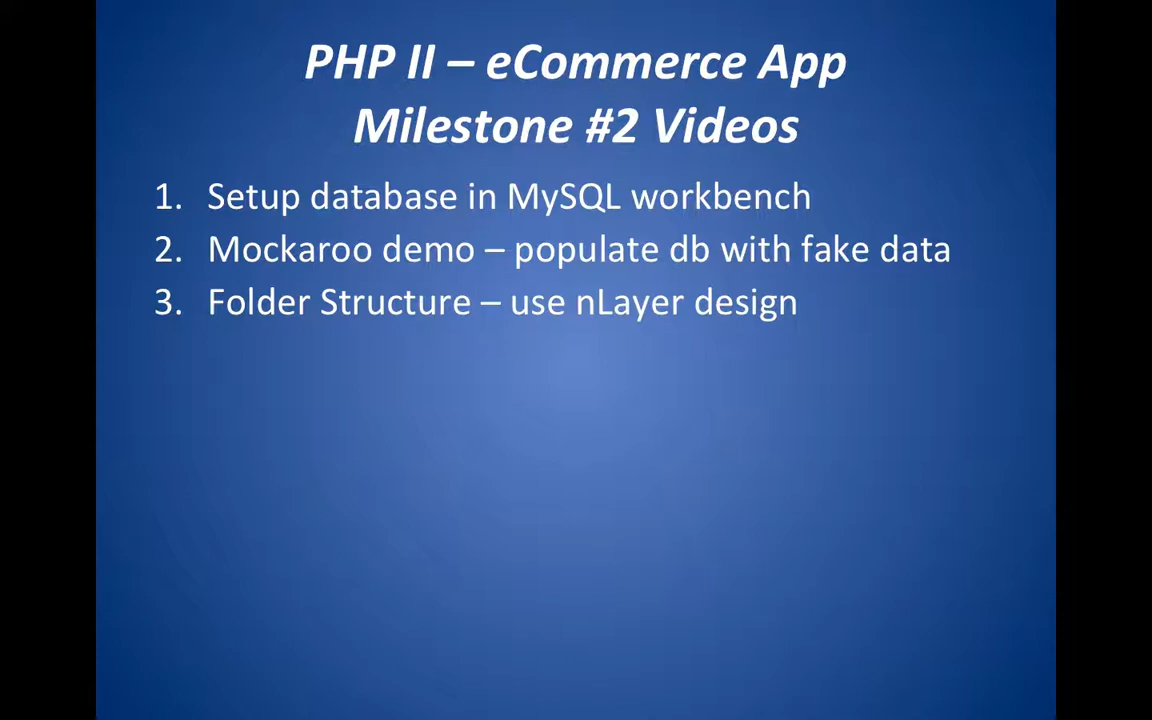 PHP II – eCommerce App
Milestone #2 Videos
1. Setup database in MySQL workbench
2. Mockaroo demo – populate db with fake data
3. Folder Structure – use nLayer design